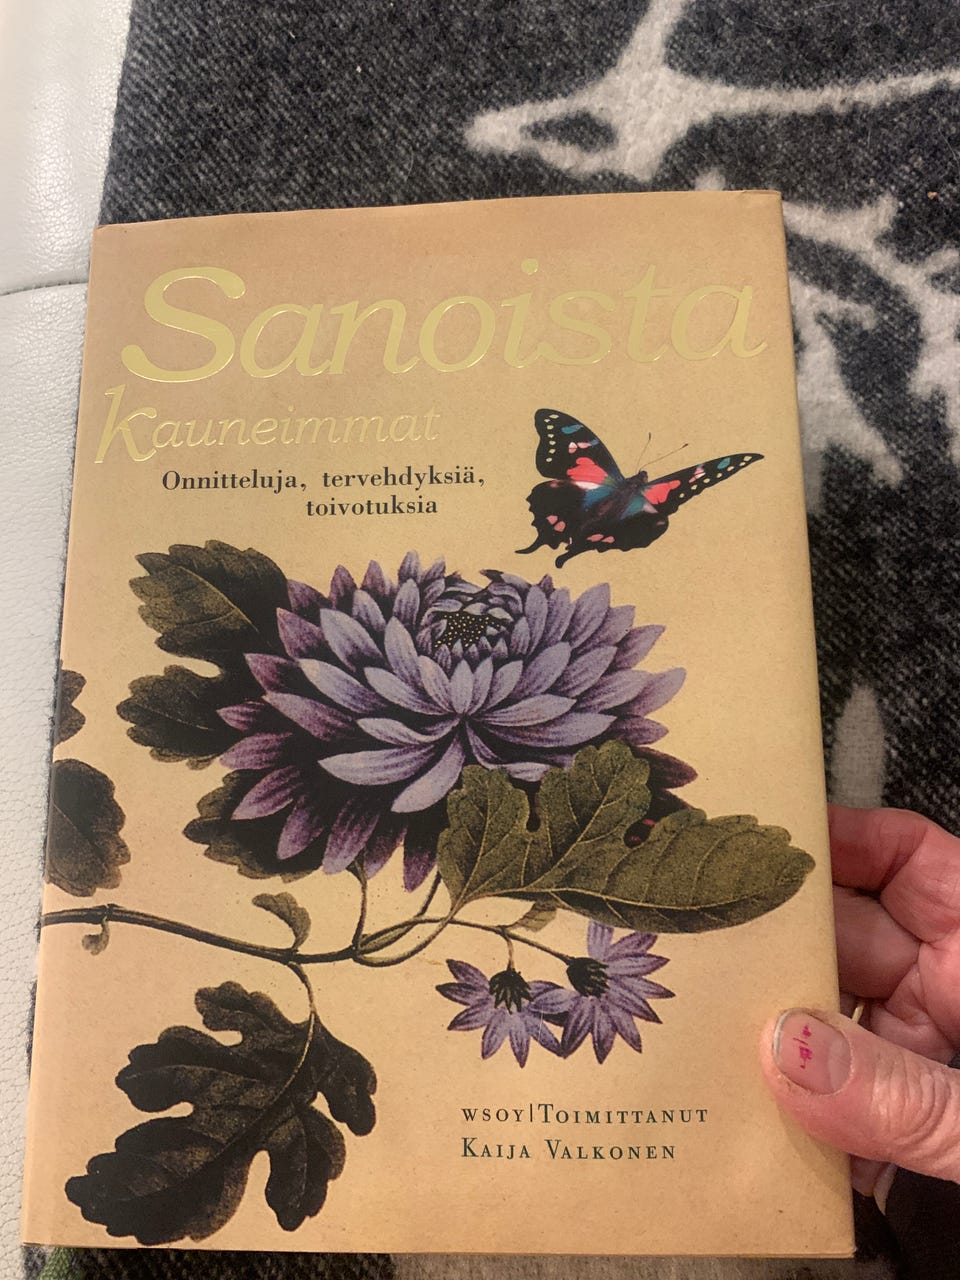 Sanoista
kauneimmat
Onnitteluja, tervehdyksiä,
toivotuksia
WSOY|TOIMITTANUT
KAIJA VALKONEN